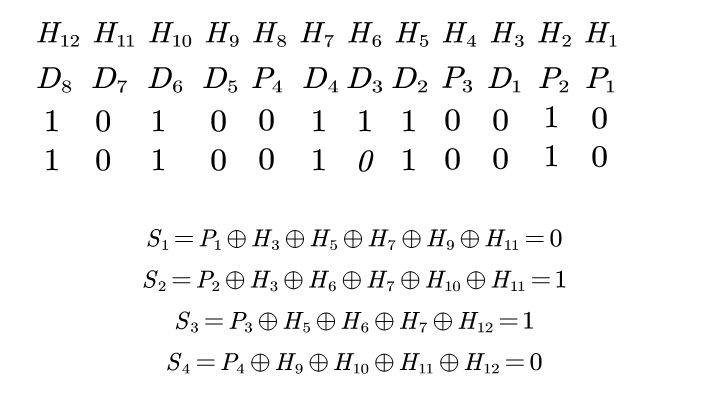 H₁₂ H₁₁ H₁₀ H₉ H₈ H₇ H₆ H₅ H₄ H₃ H₂ H₁
D₈ D₇ D₆ D₅ P₄ D₄ D₃ D₂ P₃ D₁ P₂ P₁
1 0 1 0 0 1 1 1 0 0 1 0
1 0 1 0 0 1 0 1 0 0 1 0
S₁ = P₁ ⊕ H₃ ⊕ H₅ ⊕ H₇ ⊕ H₉ ⊕ H₁₁ = 0
S₂ = P₂ ⊕ H₃ ⊕ H₆ ⊕ H₇ ⊕ H₁₀ ⊕ H₁₁ = 1
S₃ = P₃ ⊕ H₅ ⊕ H₆ ⊕ H₇ ⊕ H₁₂ = 1
S₄ = P₄ ⊕ H₉ ⊕ H₁₀ ⊕ H₁₁ ⊕ H₁₂ = 0